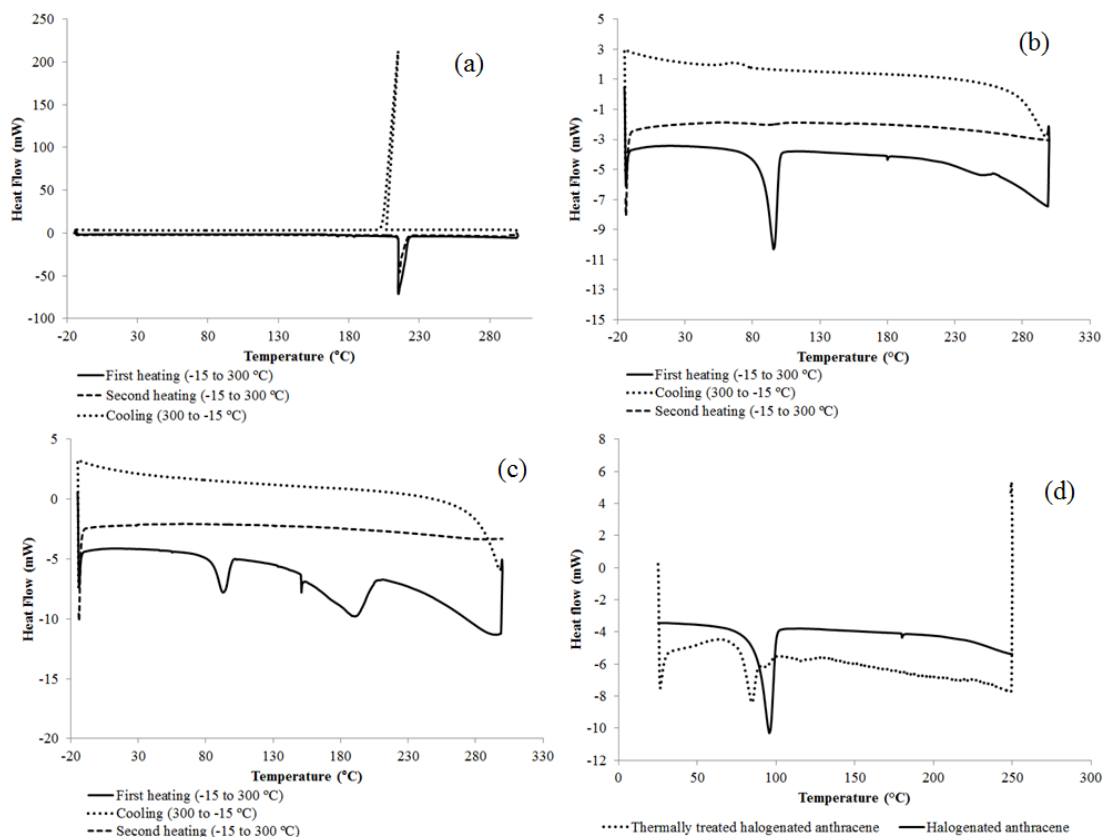 (a)
250
200
150
100
50
0
-50
-100
Heat Flow (mW)
-20 30 80 130 180 230 280
Temperature (°C)
First heating (-15 to 300 °C)
Second heating (-15 to 300 °C)
Cooling (300 to -15 °C)
(b)
5
3
1
-1
-3
-5
-7
-9
-11
-13
-15
Heat Flow (mW)
-20 30 80 130 180 230 280 330
Temperature (°C)
First heating (-15 to 300 °C)
Cooling (300 to -15 °C)
Second heating (-15 to 300 °C)
(c)
5
0
-5
-10
-15
-20
Heat Flow (mW)
-20 30 80 130 180 230 280 330
Temperature (°C)
First heating (-15 to 300 °C)
Cooling (300 to -15 °C)
Second heating (-15 to 300 °C)
(d)
8
6
4
2
0
-2
-4
-6
-8
-10
-12
Heat flow (mW)
0 50 100 150 200 250 300
Temperature (°C)
Thermally treated halogenated anthracene Halogenated anthracene